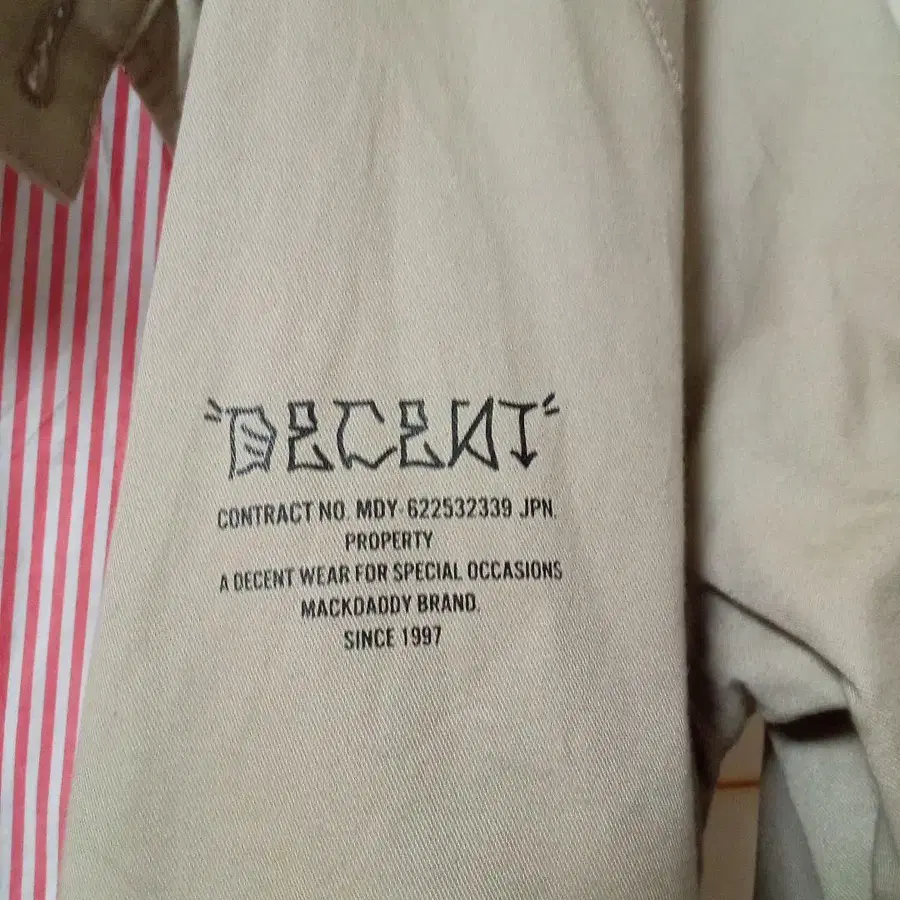 "DECENT"
CONTRACT NO. MDY-622532339 JPN.
PROPERTY
A DECENT WEAR FOR SPECIAL OCCASIONS
MACKDADDY BRAND.
SINCE 1997